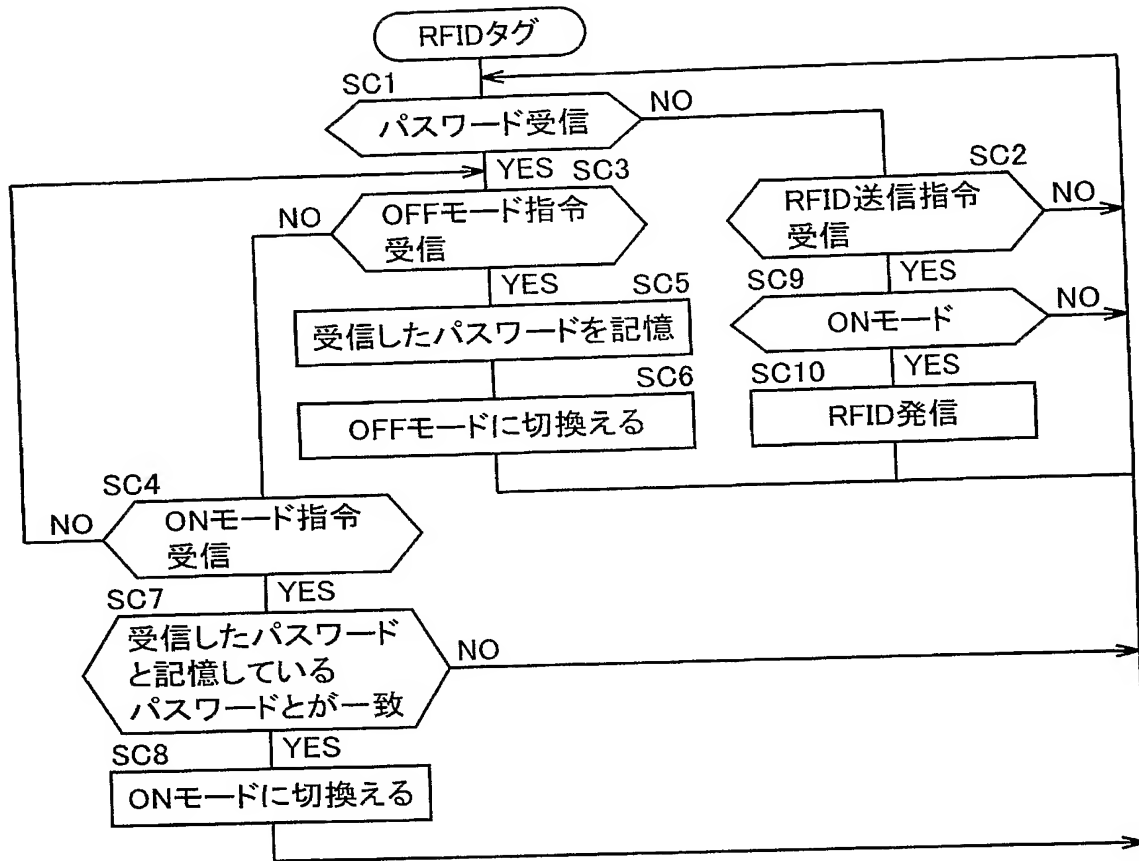 RFIDタグ
SC1
パスワード受信
NO
YES
SC3
SC2
OFFモード指令
受信
NO
RFID送信指令
受信
NO
YES
SC5
YES
SC9
受信したパスワードを記憶
ONモード
NO
SC6
YES
SC10
OFFモードに切換える
RFID発信
SC4
ONモード指令
受信
NO
YES
SC7
受信したパスワード
と記憶している
パスワードとが一致
NO
YES
SC8
ONモードに切換える